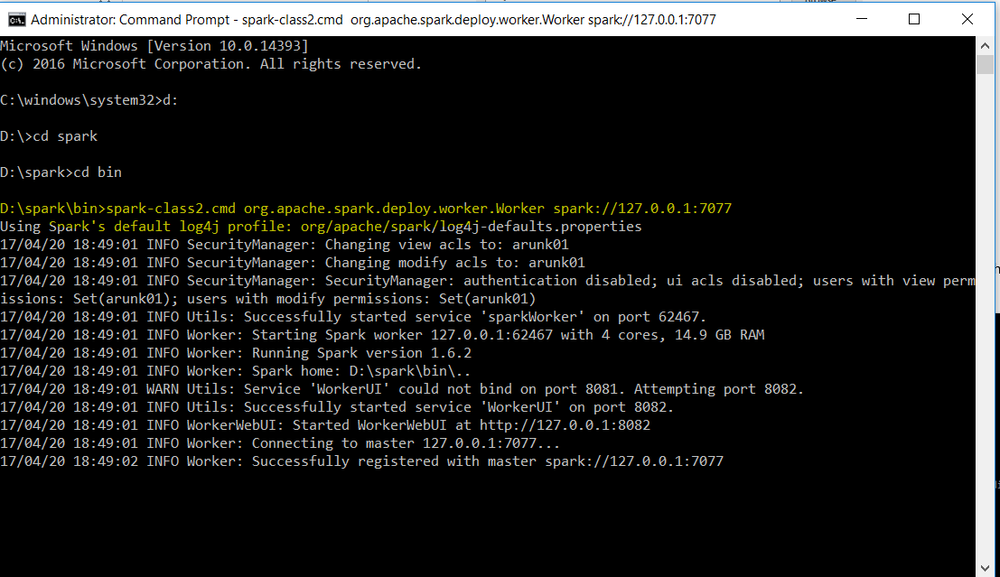 Administrator: Command Prompt - spark-class2.cmd  org.apache.spark.deploy.worker.Worker spark://127.0.0.1:7077
Microsoft Windows [Version 10.0.14393]
(c) 2016 Microsoft Corporation. All rights reserved.
C:\windows\system32>d:
D:\>cd spark
D:\spark>cd bin
D:\spark\bin>spark-class2.cmd org.apache.spark.deploy.worker.Worker spark://127.0.0.1:7077
Using Spark's default log4j profile: org/apache/spark/log4j-defaults.properties
17/04/20 18:49:01 INFO SecurityManager: Changing view acls to: arunk01
17/04/20 18:49:01 INFO SecurityManager: Changing modify acls to: arunk01
17/04/20 18:49:01 INFO SecurityManager: SecurityManager: authentication disabled; ui acls disabled; users with view perm
issions: Set(arunk01); users with modify permissions: Set(arunk01)
17/04/20 18:49:01 INFO Utils: Successfully started service 'sparkWorker' on port 62467.
17/04/20 18:49:01 INFO Worker: Starting Spark worker 127.0.0.1:62467 with 4 cores, 14.9 GB RAM
17/04/20 18:49:01 INFO Worker: Running Spark version 1.6.2
17/04/20 18:49:01 INFO Worker: Spark home: D:\spark\bin\..
17/04/20 18:49:01 WARN Utils: Service 'WorkerUI' could not bind on port 8081. Attempting port 8082.
17/04/20 18:49:01 INFO Utils: Successfully started service 'WorkerUI' on port 8082.
17/04/20 18:49:01 INFO WorkerWebUI: Started WorkerWebUI at http://127.0.0.1:8082
17/04/20 18:49:01 INFO Worker: Connecting to master 127.0.0.1:7077...
17/04/20 18:49:02 INFO Worker: Successfully registered with master spark://127.0.0.1:7077